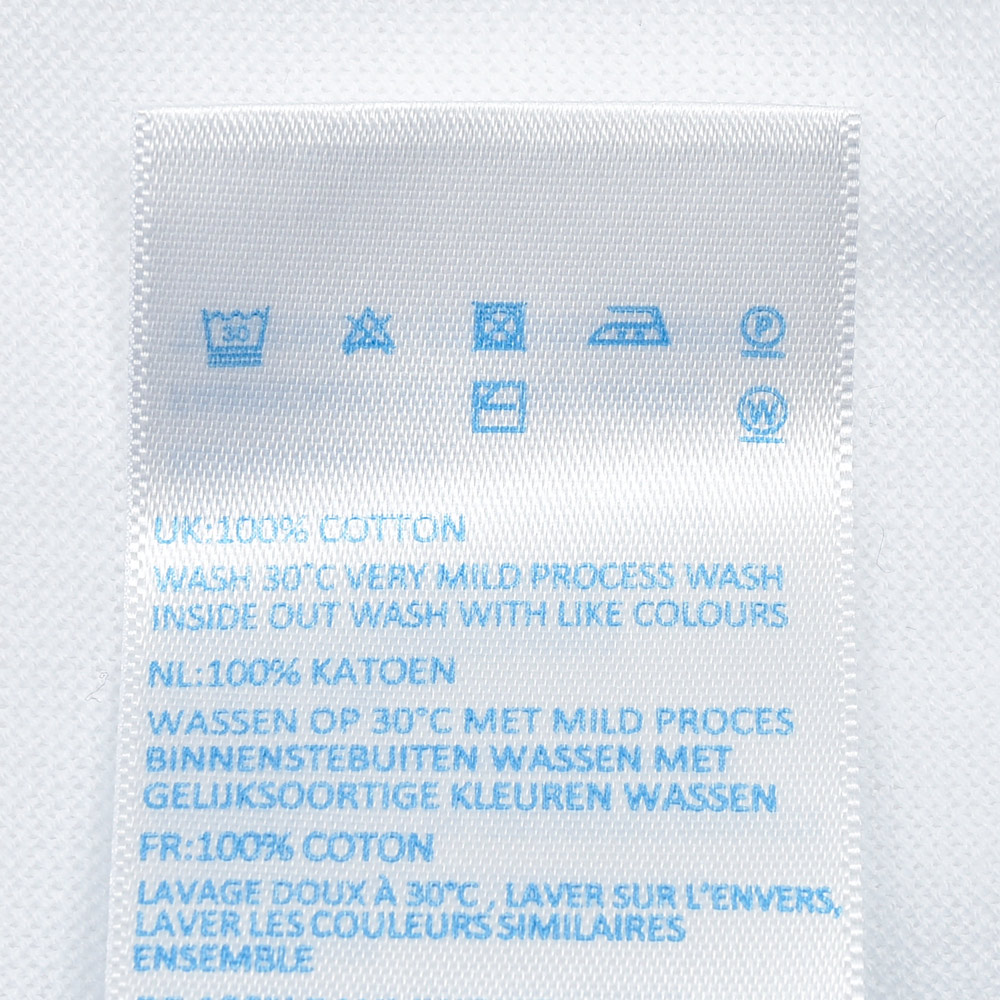 30
P
W
UK:100% COTTON
WASH 30°C VERY MILD PROCESS WASH
INSIDE OUT WASH WITH LIKE COLOURS
NL:100% KATOEN
WASSEN OP 30°C MET MILD PROCES
BINNENSTEBUITEN WASSEN MET
GELIJKSOORTIGE KLEUREN WASSEN
FR:100% COTON
LAVAGE DOUX À 30°C, LAVER SUR L'ENVERS,
LAVER LES COULEURS SIMILAIRES
ENSEMBLE